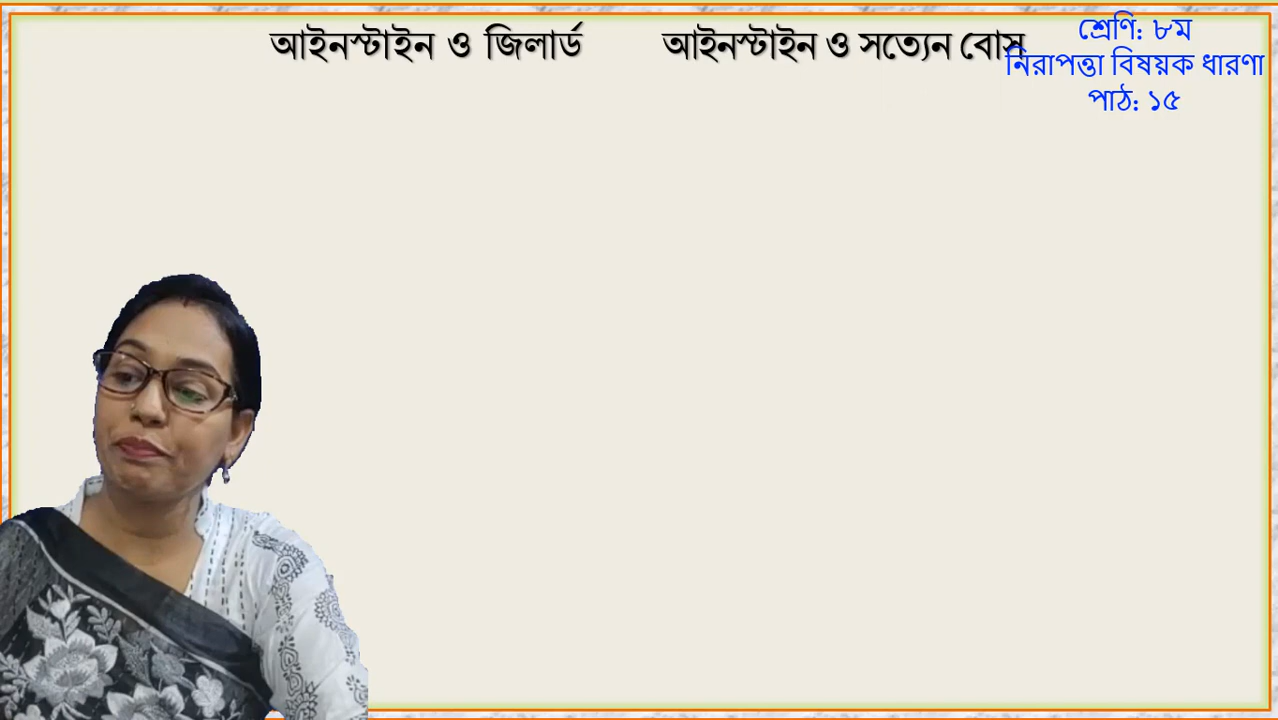 আইনস্টাইন ও জিলার্ড
আইনস্টাইন ও সত্যেন বোস
শ্রেণি: ৮ম
নিরাপত্তা বিষয়ক ধারণা
পাঠ: ১৫